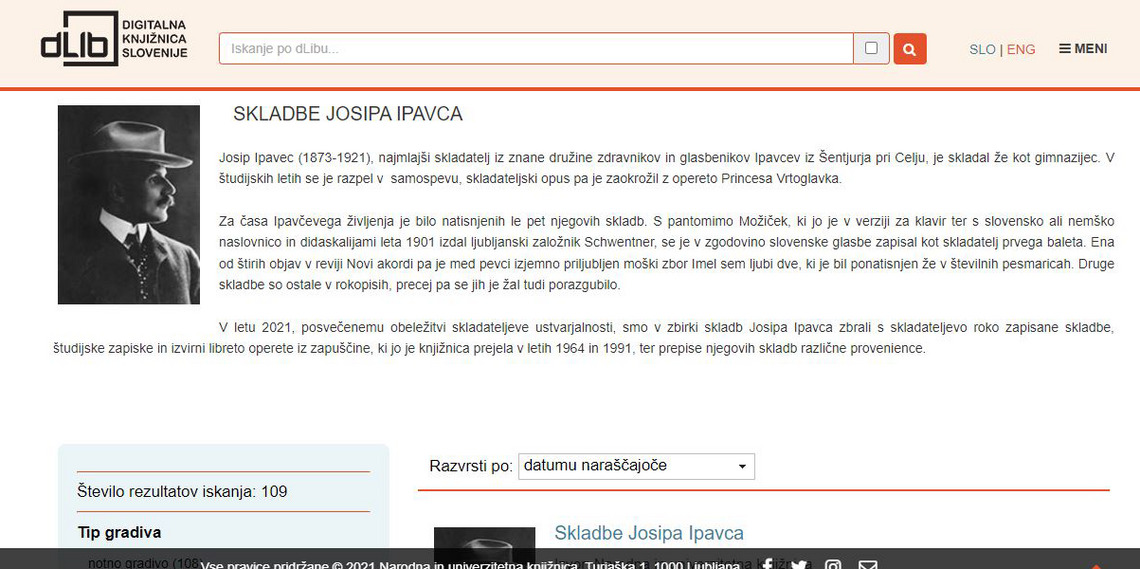 dLib DIGITALNA
KNJIŽNICA
SLOVENIJE
Iskanje po dLibu...
SLO | ENG
MENI
SKLADBE JOSIPA IPAVCA
Josip Ipavec (1873-1921), najmlajši skladatelj iz znane družine zdravnikov in glasbenikov Ipavcev iz Šentjurja pri Celju, je skladal že kot gimnazijec. V
študijskih letih se je razpel v samospevu, skladateljski opus pa je zaokrožil z opereto Princesa Vrtoglavka.
Za časa Ipavčevega življenja je bilo natisnjenih le pet njegovih skladb. S pantomimo Možiček, ki jo je v verziji za klavir ter s slovensko ali nemško
naslovnico in didaskalijami leta 1901 izdal ljubljanski založnik Schwentner, se je v zgodovino slovenske glasbe zapisal kot skladatelj prvega baleta. Ena
od štirih objav v reviji Novi akordi pa je med pevci izjemno priljubljen moški zbor Imel sem ljubi dve, ki je bil ponatisnjen že v številnih pesmaricah. Druge
skladbe so ostale v rokopisih, precej pa se jih je žal tudi porazgubilo.
V letu 2021, posvečenemu obeležitvi skladateljeve ustvarjalnosti, smo v zbirki skladb Josipa Ipavca zbrali s skladateljevo roko zapisane skladbe,
študijske zapiske in izvirni libreto operete iz zapuščine, ki jo je knjižnica prejela v letih 1964 in 1991, ter prepise njegovih skladb različne provenience.
Razvrsti po: datumu naraščajoče
Število rezultatov iskanja: 109
Tip gradiva
notno gradivo (108)
Skladbe Josipa Ipavca
Vse pravice pridržane © 2021 Narodna in univerzitetna knjižnica, Turjaška 1, 1000 Ljubljana